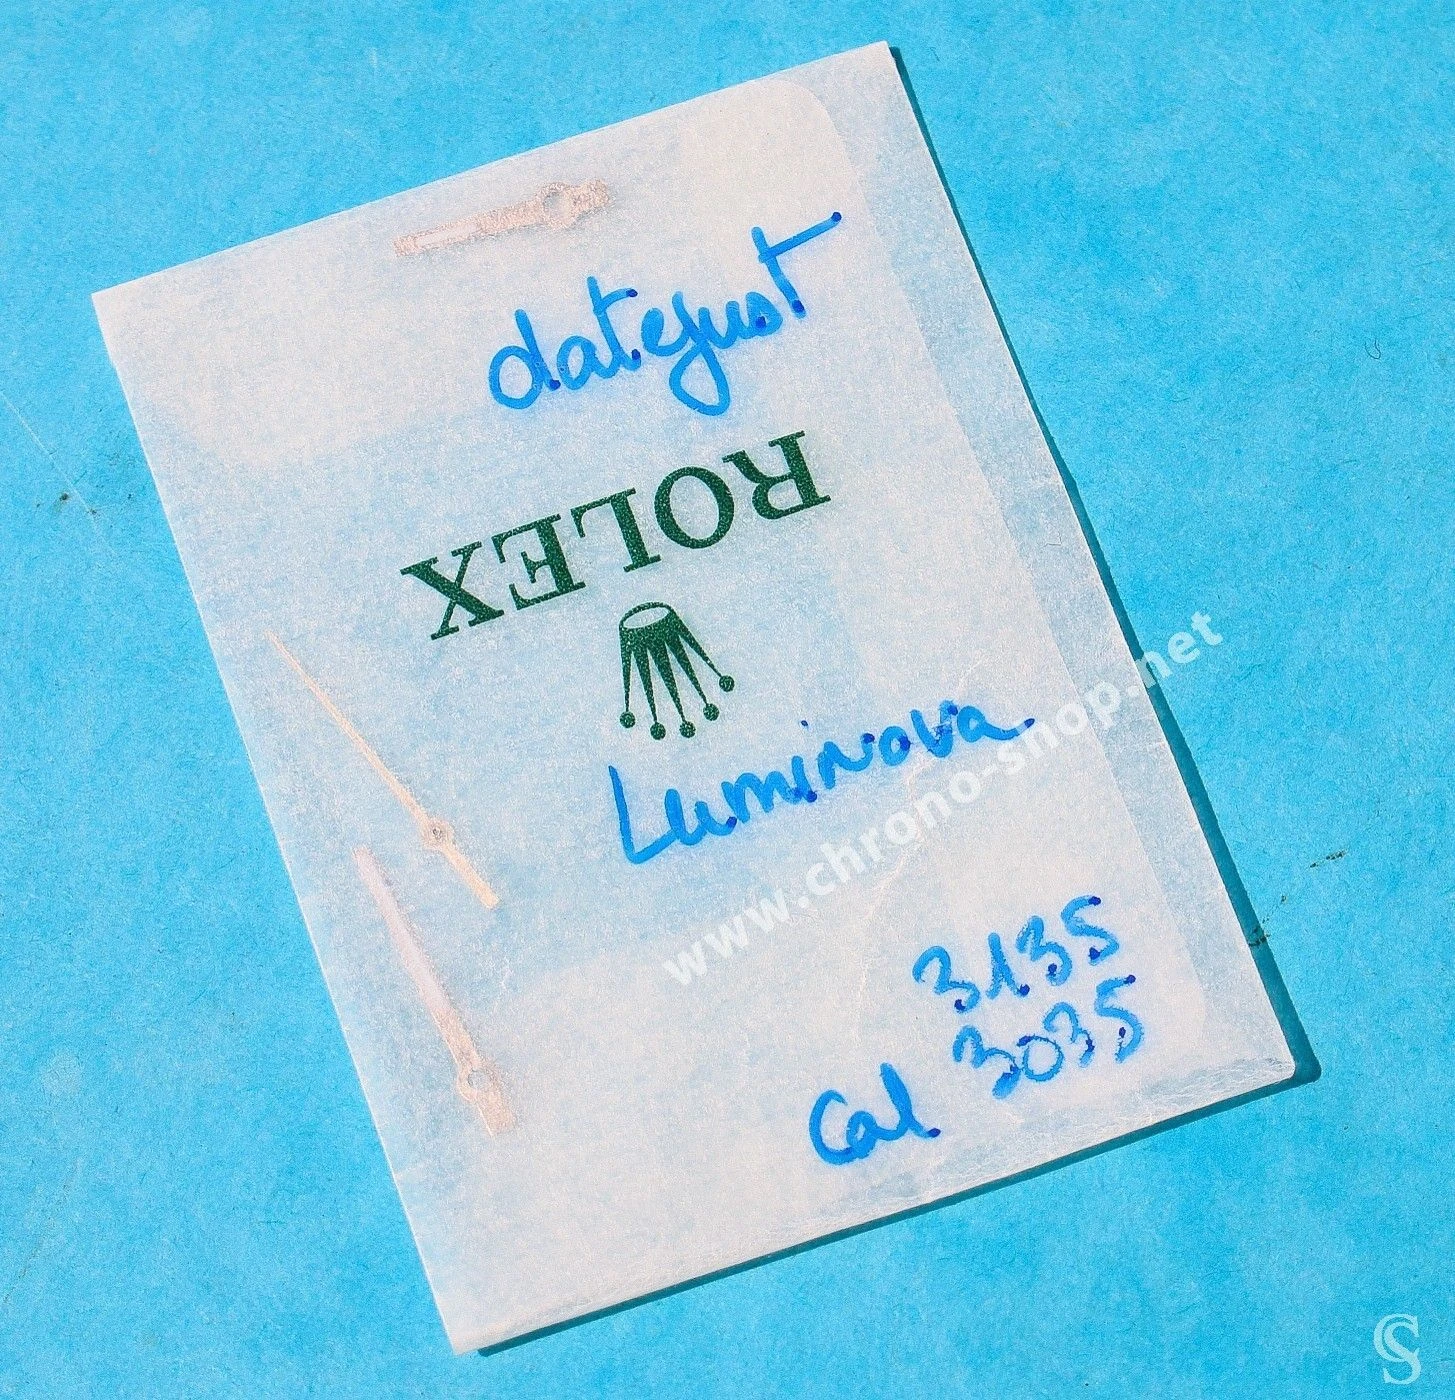 datejust
ROLEX
Luminova
www.chrono-shop.net
3135
Cal 3035